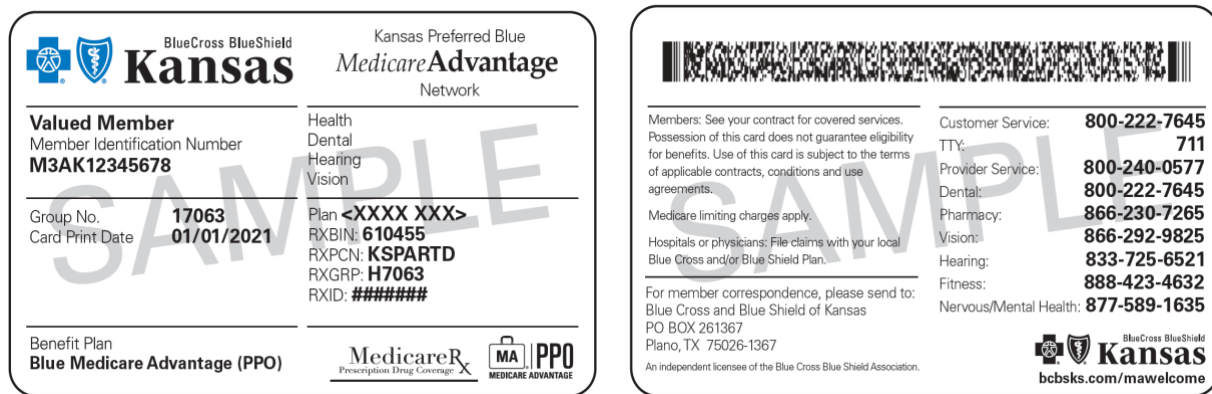 BlueCross BlueShield
Kansas
Kansas Preferred Blue
Medicare Advantage
Network
Valued Member
Member Identification Number
M3AK12345678
Health
Dental
Hearing
Vision
Group No. 17063
Card Print Date 01/01/2021
Plan <XXXX XXX>
RXBIN: 610455
RXPCN: KSPARTD
RXGRP: H7063
RXID: #######
SAMPLE
Benefit Plan
Blue Medicare Advantage (PPO)
MedicareRx
Prescription Drug Coverage
MA PPO
MEDICARE ADVANTAGE
Members: See your contract for covered services.
Possession of this card does not guarantee eligibility
for benefits. Use of this card is subject to the terms
of applicable contracts, conditions and use
agreements.
Medicare limiting charges apply.
Hospitals or physicians: File claims with your local
Blue Cross and/or Blue Shield Plan.
For member correspondence, please send to:
Blue Cross and Blue Shield of Kansas
PO BOX 261367
Plano, TX 75026-1367
An independent licensee of the Blue Cross Blue Shield Association.
Customer Service: 800-222-7645
TTY: 711
Provider Service: 800-240-0577
Dental: 800-222-7645
Pharmacy: 866-230-7265
Vision: 866-292-9825
Hearing: 833-725-6521
Fitness: 888-423-4632
Nervous/Mental Health: 877-589-1635
SAMPLE
BlueCross BlueShield
Kansas
bcbsks.com/mawelcome